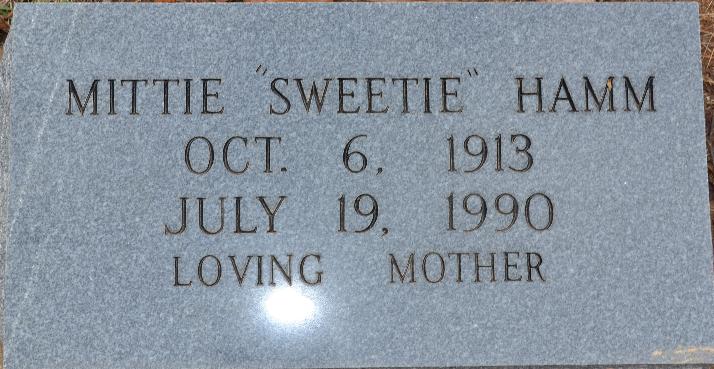 MITTIE "SWEETIE" HAMM
OCT. 6, 1913
JULY 19, 1990
LOVING MOTHER